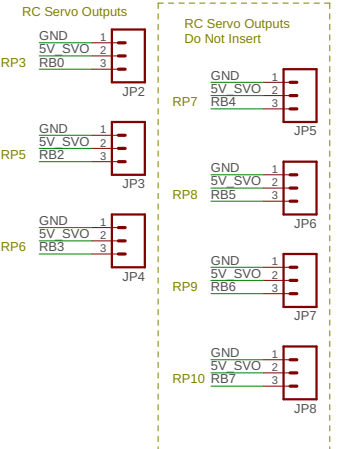 RC Servo Outputs
GND 1
5V_SVO 2
RP3 RB0 3
JP2
GND 1
5V_SVO 2
RP5 RB2 3
JP3
GND 1
5V_SVO 2
RP6 RB3 3
JP4
RC Servo Outputs
Do Not Insert
GND 1
5V_SVO 2
RP7 RB4 3
JP5
GND 1
5V_SVO 2
RP8 RB5 3
JP6
GND 1
5V_SVO 2
RP9 RB6 3
JP7
GND 1
5V_SVO 2
RP10 RB7 3
JP8